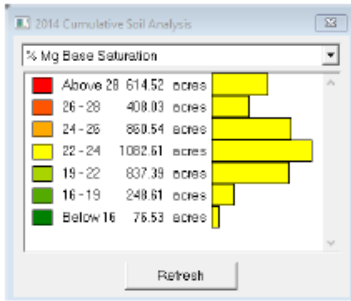 2014 Cumulative Soil Analysis
% Mg Base Saturation
Above 28 614.52 acres
26 - 28 408.03 acres
24 - 26 860.54 acres
22 - 24 1082.61 acres
19 - 22 837.39 acres
16 - 19 248.61 acres
Below 16 76.53 acres
Refresh